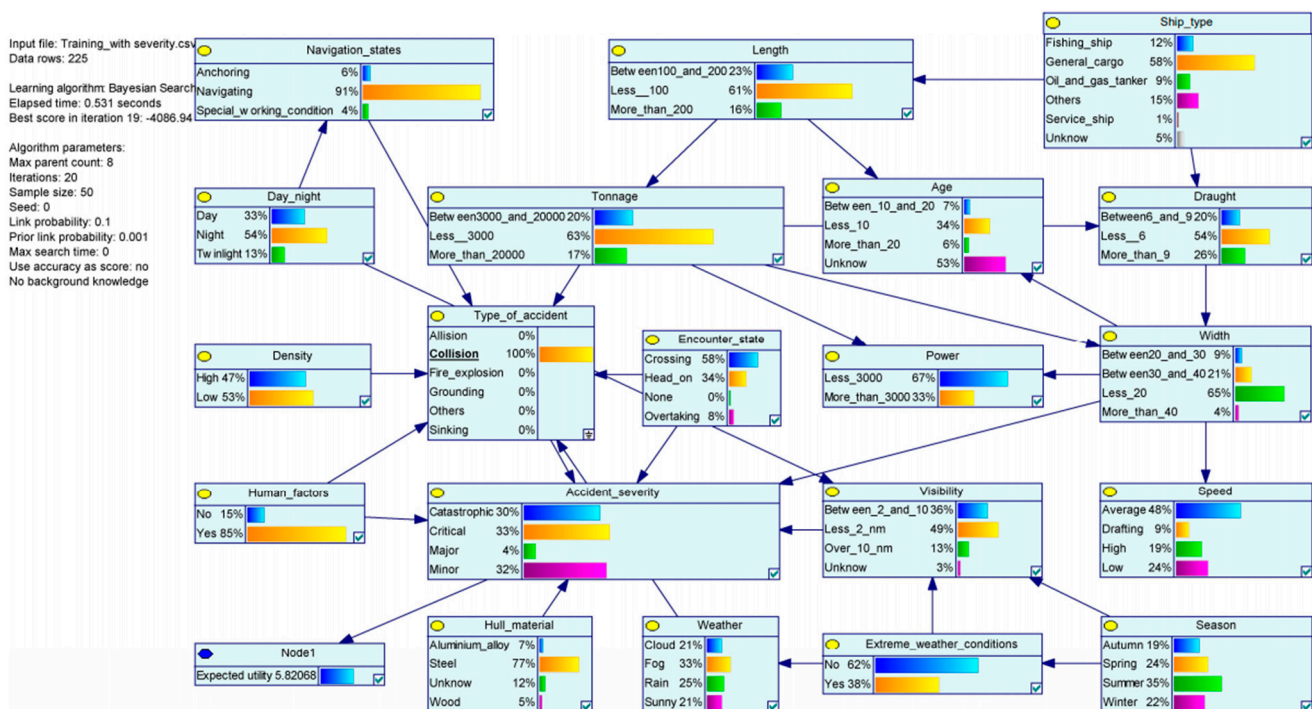 Input file: Training_with severity.csv
Data rows: 225
Learning algorithm: Bayesian Search
Elapsed time: 0.531 seconds
Best score in iteration 19: -4086.94
Algorithm parameters:
Max parent count: 8
Iterations: 20
Sample size: 50
Seed: 0
Link probability: 0.1
Prior link probability: 0.001
Max search time: 0
Use accuracy as score: no
No background knowledge
Navigation_states
Anchoring 6%
Navigating 91%
Special_w orking_condition 4%
Length
Betw een100_and_200 23%
Less__100 61%
More_than_200 16%
Ship_type
Fishing_ship 12%
General_cargo 58%
Oil_and_gas_tanker 9%
Others 15%
Service_ship 1%
Unknow 5%
Day_night
Day 33%
Night 54%
Tw inlight 13%
Tonnage
Betw een3000_and_20000 20%
Less__3000 63%
More_than_20000 17%
Age
Betw een_10_and_20 7%
Less_10 34%
More_than_20 6%
Unknow 53%
Draught
Between6_and_9 20%
Less__6 54%
More_than_9 26%
Type_of_accident
Allision 0%
Collision 100%
Fire_explosion 0%
Grounding 0%
Others 0%
Sinking 0%
Density
High 47%
Low 53%
Encounter_state
Crossing 58%
Head_on 34%
None 0%
Overtaking 8%
Power
Less_3000 67%
More_than_3000 33%
Width
Betw een20_and_30 9%
Between30_and_40 21%
Less_20 65%
More_than_40 4%
Human_factors
No 15%
Yes 85%
Accident_severity
Catastrophic 30%
Critical 33%
Major 4%
Minor 32%
Visibility
Betw een_2_and_10 36%
Less_2_nm 49%
Over_10_nm 13%
Unknow 3%
Speed
Average 48%
Drafting 9%
High 19%
Low 24%
Node1
Expected utility 5.82068
Hull_material
Aluminium_alloy 7%
Steel 77%
Unknow 12%
Wood 5%
Weather
Cloud 21%
Fog 33%
Rain 25%
Sunny 21%
Extreme_weather_conditions
No 62%
Yes 38%
Season
Autumn 19%
Spring 24%
Summer 35%
Winter 22%